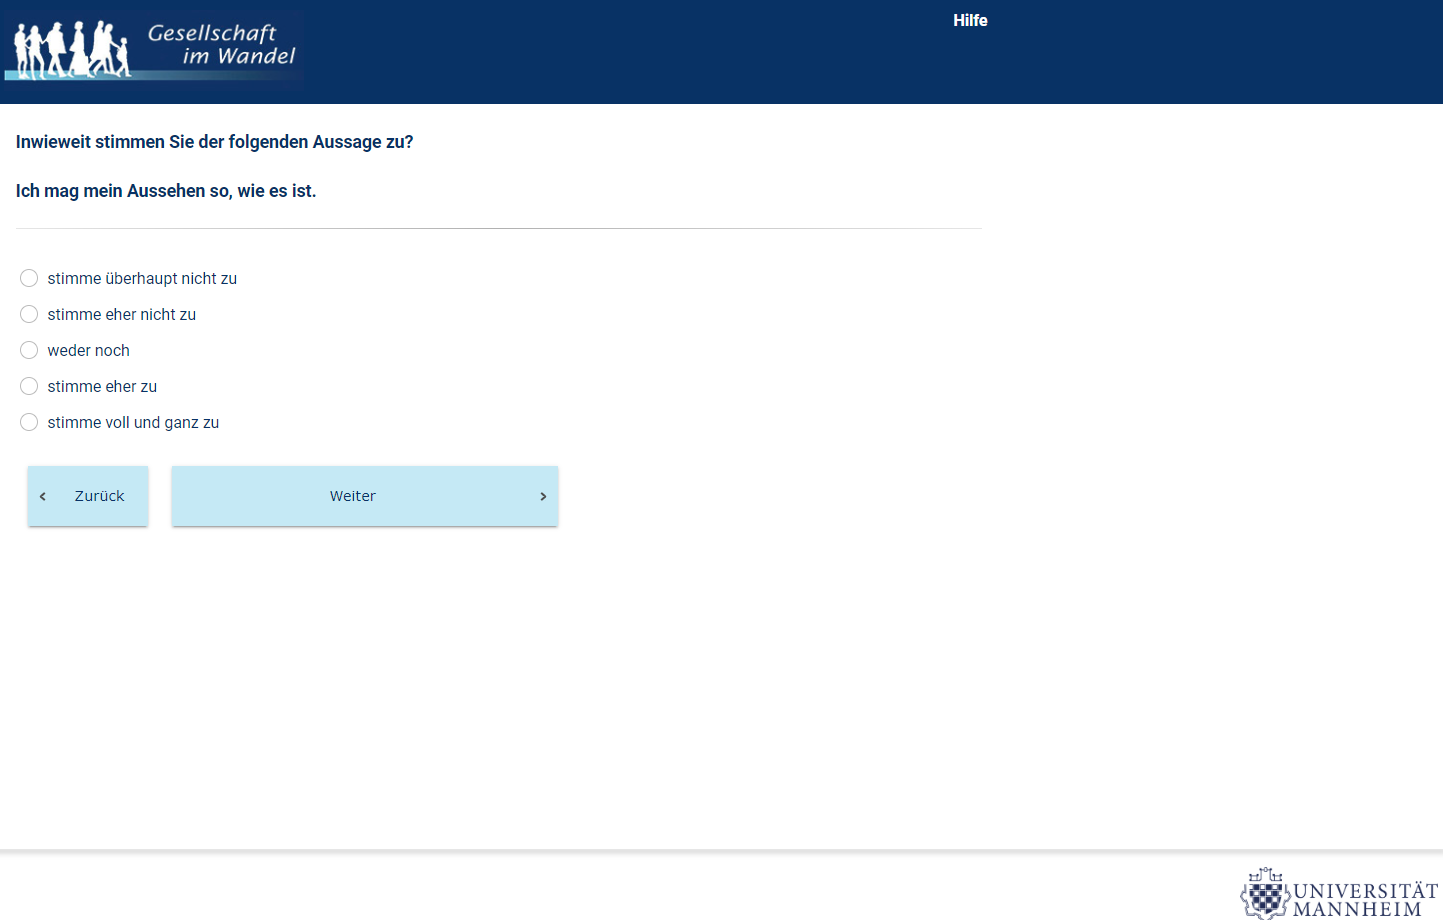 Gesellschaft
im Wandel
Hilfe
Inwieweit stimmen Sie der folgenden Aussage zu?
Ich mag mein Aussehen so, wie es ist.
stimme überhaupt nicht zu
stimme eher nicht zu
weder noch
stimme eher zu
stimme voll und ganz zu
‹ Zurück
Weiter ›
UNIVERSITÄT
MANNHEIM